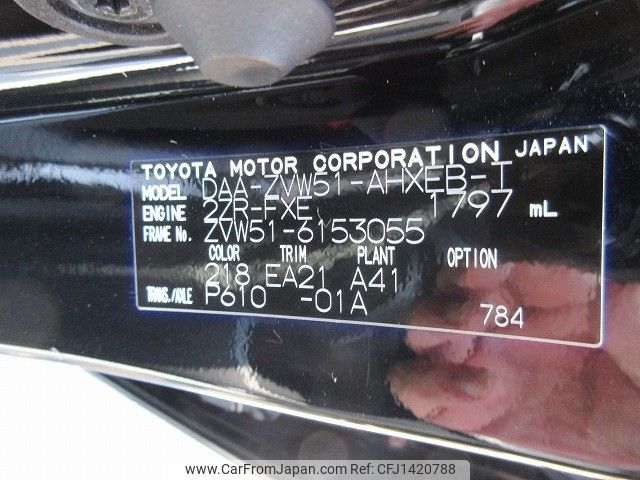 TOYOTA MOTOR CORPORATION JAPAN
MODEL DAA-ZVW51-AHXEB-I
ENGINE 2ZR-FXE 1797 mL
FRAME No. ZVW51-6153055
COLOR TRIM PLANT OPTION
218 EA21 A41
TRANS./AXLE P610 -01A 784
www.CarFromJapan.com | CFJ1420788